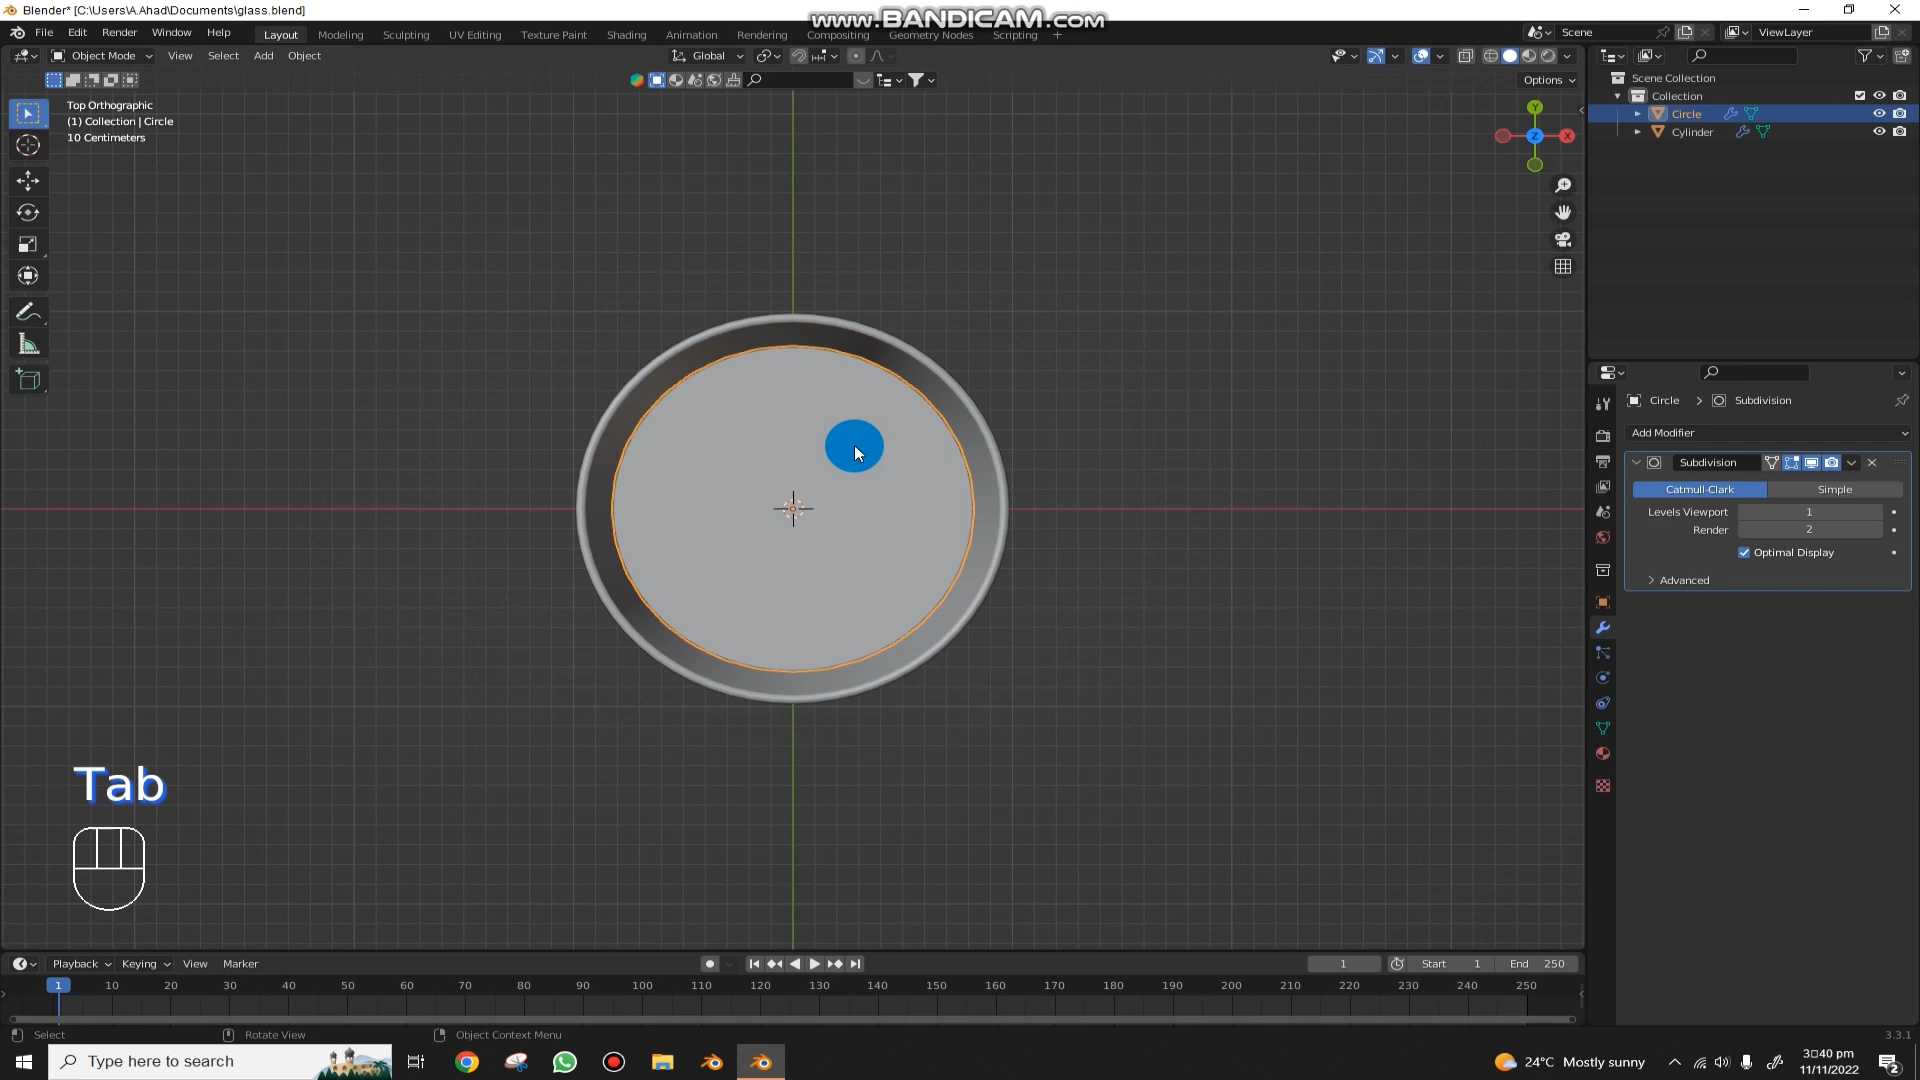 Blender* [C:\Users\A.Ahad\Documents\glass.blend]
www.BANDICAM.com
File Edit Render Window Help Layout Modeling Sculpting UV Editing Texture Paint Shading Animation Rendering Compositing Geometry Nodes Scripting + Scene ViewLayer
Object Mode View Select Add Object Global
Options
Top Orthographic
(1) Collection | Circle
10 Centimeters
Y
Z X
Scene Collection
Collection
Circle
Cylinder
Circle > Subdivision
Add Modifier
Subdivision
Catmull-Clark Simple
Levels Viewport 1
Render 2
Optimal Display
Advanced
Tab
Playback Keying View Marker 1 Start 1 End 250
1 10 20 30 40 50 60 70 80 90 100 110 120 130 140 150 160 170 180 190 200 210 220 230 240 250
Select Rotate View Object Context Menu 3.3.1
Type here to search 24°C Mostly sunny 3□40 pm
11/11/2022 2